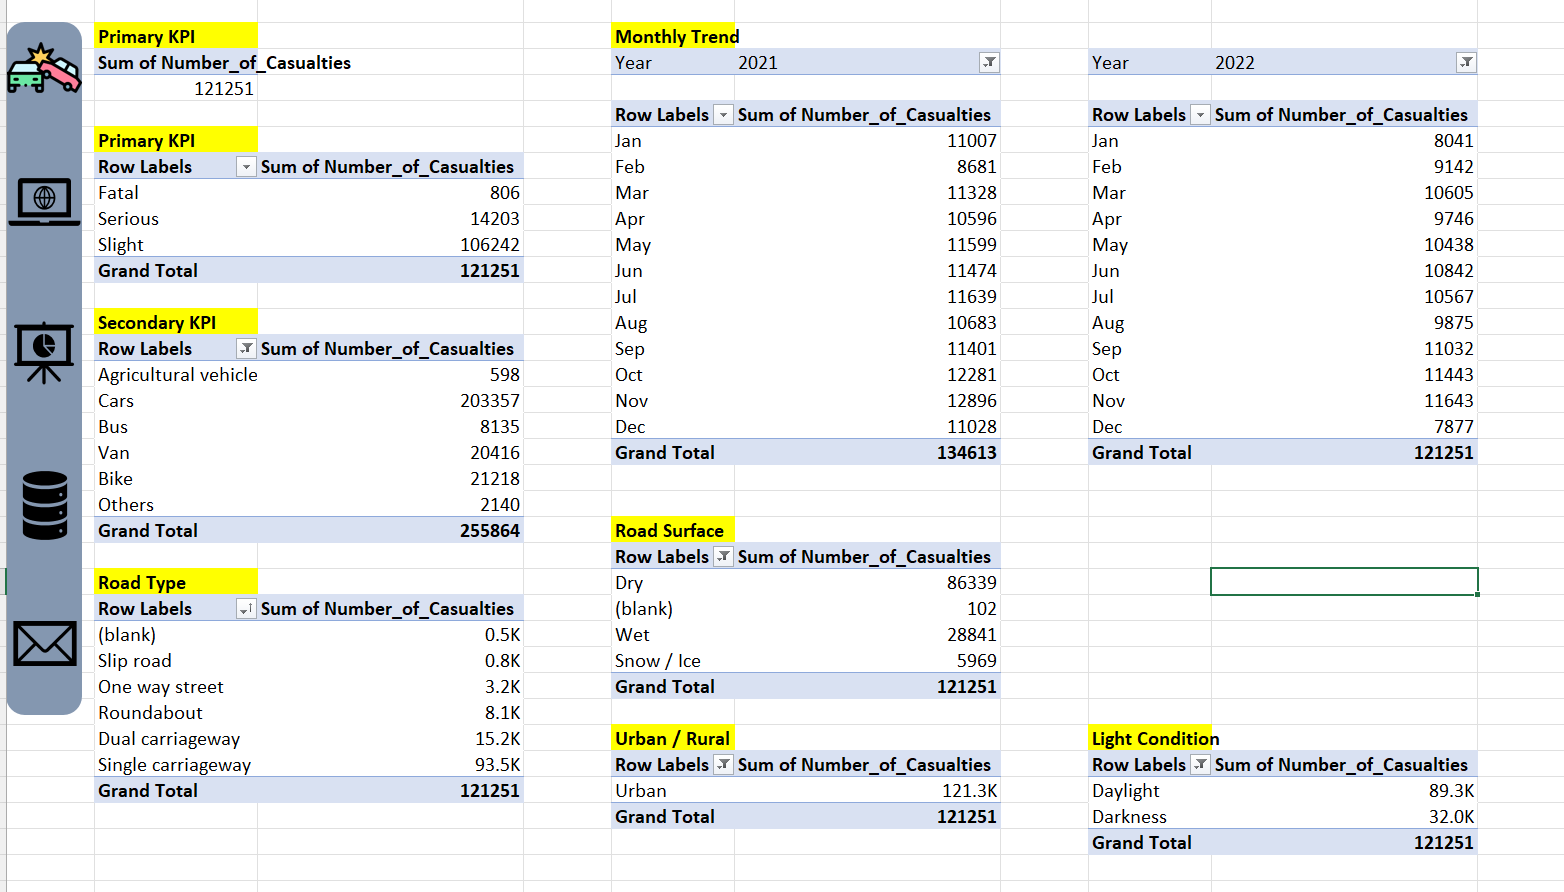 Primary KPI
Sum of Number_of_Casualties
121251
Primary KPI
Row Labels Sum of Number_of_Casualties
Fatal 806
Serious 14203
Slight 106242
Grand Total 121251
Secondary KPI
Row Labels Sum of Number_of_Casualties
Agricultural vehicle 598
Cars 203357
Bus 8135
Van 20416
Bike 21218
Others 2140
Grand Total 255864
Road Type
Row Labels Sum of Number_of_Casualties
(blank) 0.5K
Slip road 0.8K
One way street 3.2K
Roundabout 8.1K
Dual carriageway 15.2K
Single carriageway 93.5K
Grand Total 121251
Monthly Trend
Year 2021
Row Labels Sum of Number_of_Casualties
Jan 11007
Feb 8681
Mar 11328
Apr 10596
May 11599
Jun 11474
Jul 11639
Aug 10683
Sep 11401
Oct 12281
Nov 12896
Dec 11028
Grand Total 134613
Year 2022
Row Labels Sum of Number_of_Casualties
Jan 8041
Feb 9142
Mar 10605
Apr 9746
May 10438
Jun 10842
Jul 10567
Aug 9875
Sep 11032
Oct 11443
Nov 11643
Dec 7877
Grand Total 121251
Road Surface
Row Labels Sum of Number_of_Casualties
Dry 86339
(blank) 102
Wet 28841
Snow / Ice 5969
Grand Total 121251
Urban / Rural
Row Labels Sum of Number_of_Casualties
Urban 121.3K
Grand Total 121251
Light Condition
Row Labels Sum of Number_of_Casualties
Daylight 89.3K
Darkness 32.0K
Grand Total 121251